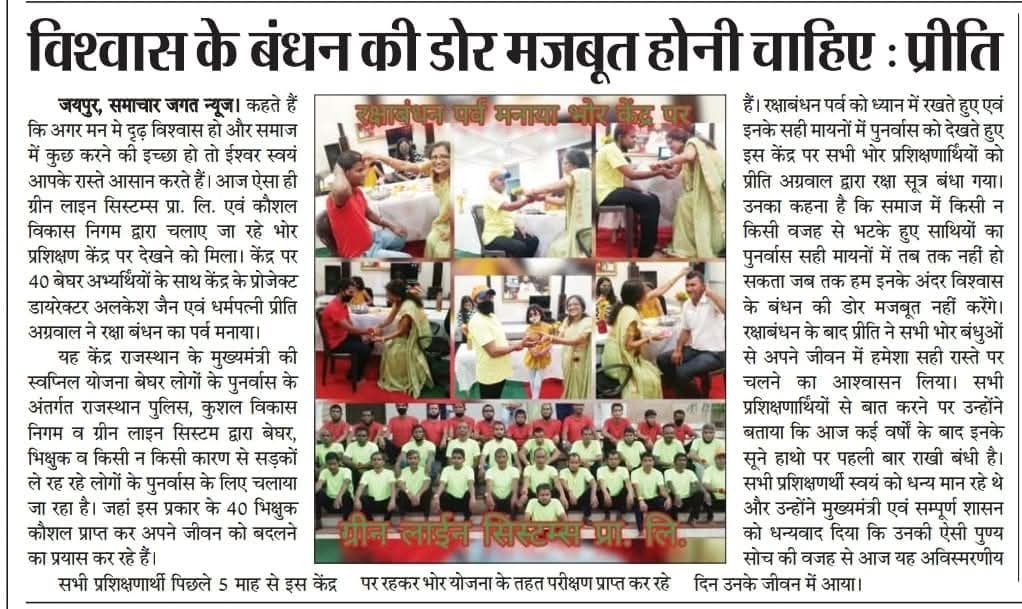 विश्वास के बंधन की डोर मजबूत होनी चाहिए : प्रीति
जयपुर, समाचार जगत न्यूज। कहते हैं
कि अगर मन मे दृढ़ विश्वास हो और समाज
में कुछ करने की इच्छा हो तो ईश्वर स्वयं
आपके रास्ते आसान करते हैं। आज ऐसा ही
ग्रीन लाइन सिस्टम्स प्रा. लि. एवं कौशल
विकास निगम द्वारा चलाए जा रहे भोर
प्रशिक्षण केंद्र पर देखने को मिला। केंद्र पर
40 बेघर अभ्यर्थियों के साथ केंद्र के प्रोजेक्ट
डायरेक्टर अलकेश जैन एवं धर्मपत्नी प्रीति
अग्रवाल ने रक्षा बंधन का पर्व मनाया।
यह केंद्र राजस्थान के मुख्यमंत्री की
स्वप्निल योजना बेघर लोगों के पुनर्वास के
अंतर्गत राजस्थान पुलिस, कुशल विकास
निगम व ग्रीन लाइन सिस्टम द्वारा बेघर,
भिक्षुक व किसी न किसी कारण से सड़कों
ले रह रहे लोगों के पुनर्वास के लिए चलाया
जा रहा है। जहां इस प्रकार के 40 भिक्षुक
कौशल प्राप्त कर अपने जीवन को बदलने
का प्रयास कर रहे हैं।
सभी प्रशिक्षणार्थी पिछले 5 माह से इस केंद्र
रक्षाबंधन पर्व मनाया भोर केंद्र पर
ग्रीन लाईन सिस्टिम्स प्रा. लि.
पर रहकर भोर योजना के तहत परीक्षण प्राप्त कर रहे
हैं। रक्षाबंधन पर्व को ध्यान में रखते हुए एवं
इनके सही मायनों में पुनर्वास को देखते हुए
इस केंद्र पर सभी भोर प्रशिक्षणार्थियों को
प्रीति अग्रवाल द्वारा रक्षा सूत्र बंधा गया।
उनका कहना है कि समाज में किसी न
किसी वजह से भटके हुए साथियों का
पुनर्वास सही मायनों में तब तक नहीं हो
सकता जब तक हम इनके अंदर विश्वास
के बंधन की डोर मजबूत नहीं करेंगे।
रक्षाबंधन के बाद प्रीति ने सभी भोर बंधुओं
से अपने जीवन में हमेशा सही रास्ते पर
चलने का आश्वासन लिया। सभी
प्रशिक्षणार्थियों से बात करने पर उन्होंने
बताया कि आज कई वर्षों के बाद इनके
सूने हाथो पर पहली बार राखी बंधी है।
सभी प्रशिक्षणर्थी स्वयं को धन्य मान रहे थे
और उन्होंने मुख्यमंत्री एवं सम्पूर्ण शासन
को धन्यवाद दिया कि उनकी ऐसी पुण्य
सोच की वजह से आज यह अविस्मरणीय
दिन उनके जीवन में आया।